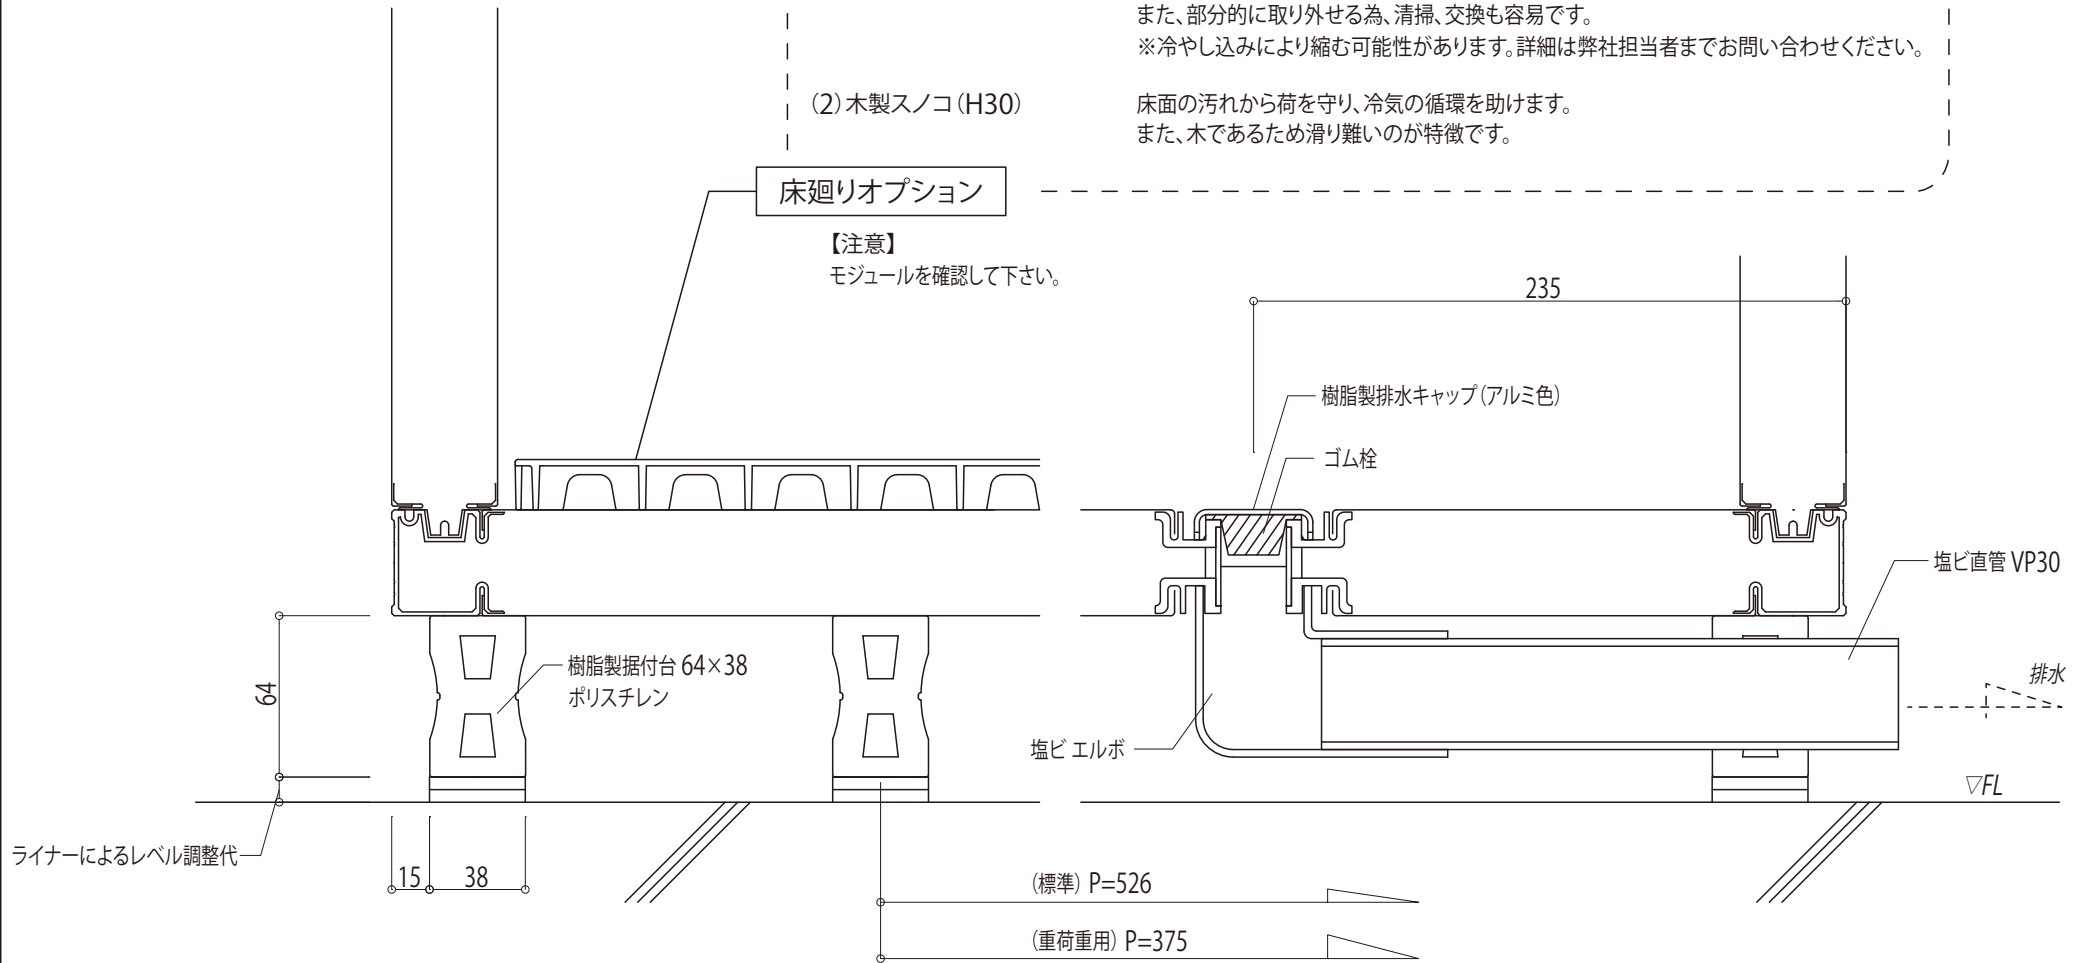 また、部分的に取り外せる為、清掃、交換も容易です。
※冷やし込みにより縮む可能性があります。詳細は弊社担当者までお問い合わせください。
(2)木製スノコ(H30)
床面の汚れから荷を守り、冷気の循環を助けます。
また、木であるため滑り難いのが特徴です。
床廻りオプション
【注意】
モジュールを確認して下さい。
235
樹脂製排水キャップ(アルミ色)
ゴム栓
塩ビ直管 VP30
樹脂製据付台 64×38
ポリスチレン
64
排水
塩ビ エルボ
▽FL
ライナーによるレベル調整代
15
38
(標準) P=526
(重荷重用) P=375